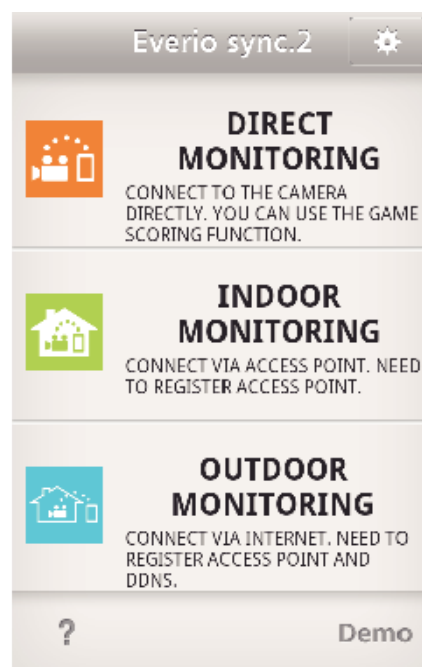 Everio sync.2
DIRECT
MONITORING
CONNECT TO THE CAMERA
DIRECTLY. YOU CAN USE THE GAME
SCORING FUNCTION.
INDOOR
MONITORING
CONNECT VIA ACCESS POINT. NEED
TO REGISTER ACCESS POINT.
OUTDOOR
MONITORING
CONNECT VIA INTERNET. NEED TO
REGISTER ACCESS POINT AND
DDNS.
? Demo